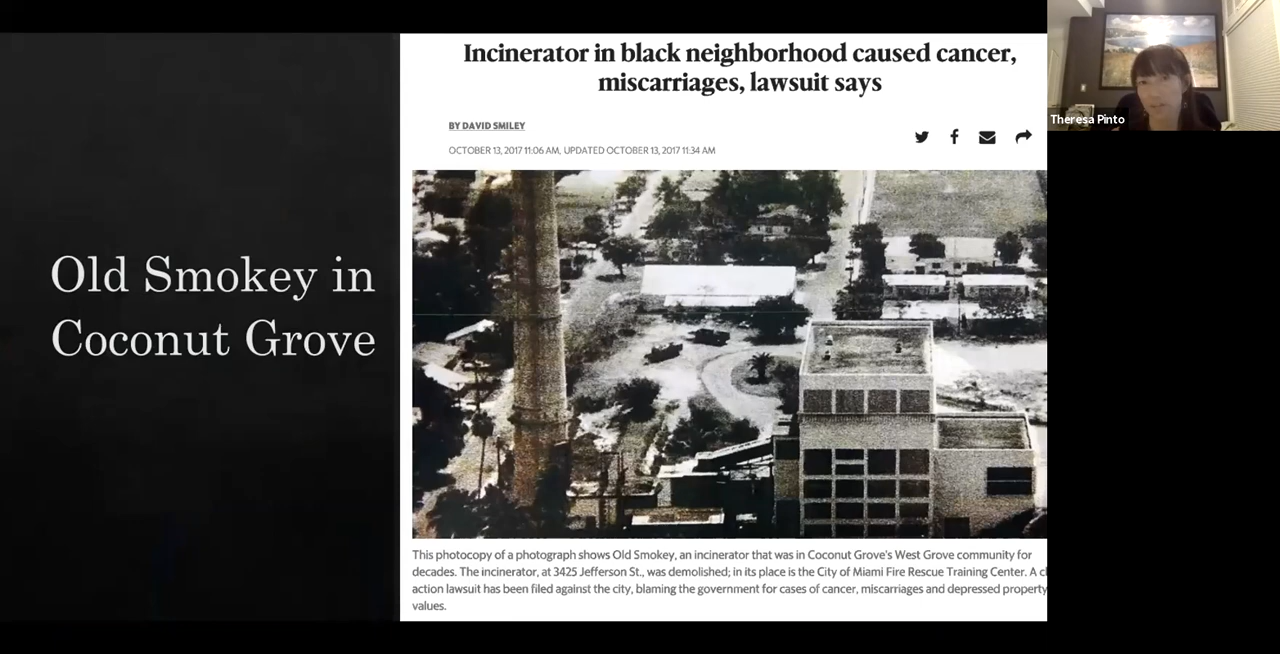 Old Smokey in
Coconut Grove
Incinerator in black neighborhood caused cancer,
miscarriages, lawsuit says
BY DAVID SMILEY
OCTOBER 13, 2017 11:06 AM, UPDATED OCTOBER 13, 2017 11:34 AM
This photocopy of a photograph shows Old Smokey, an incinerator that was in Coconut Grove's West Grove community for
decades. The incinerator, at 3425 Jefferson St., was demolished; in its place is the City of Miami Fire Rescue Training Center. A
action lawsuit has been filed against the city, blaming the government for cases of cancer, miscarriages and depressed property
values.
Theresa Pinto